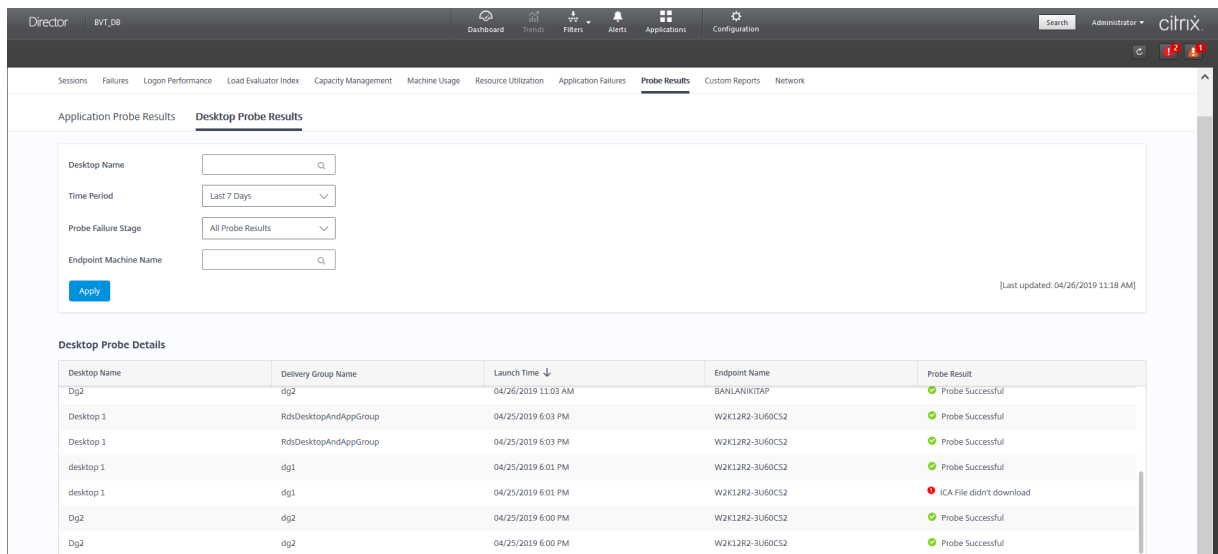 Director BVT_DB Dashboard Trends Filters Alerts Applications Configuration Search Administrator citrix
2 1
Sessions Failures Logon Performance Load Evaluator Index Capacity Management Machine Usage Resource Utilization Application Failures Probe Results Custom Reports Network
Application Probe Results Desktop Probe Results
Desktop Name
Time Period Last 7 Days
Probe Failure Stage All Probe Results
Endpoint Machine Name
Apply [Last updated: 04/26/2019 11:18 AM]
Desktop Probe Details
Desktop Name Delivery Group Name Launch Time Endpoint Name Probe Result
Dg2 dg2 04/26/2019 11:03 AM BANLANIKITAP Probe Successful
Desktop 1 RdsDesktopAndAppGroup 04/25/2019 6:03 PM W2K12R2-3U60CS2 Probe Successful
Desktop 1 RdsDesktopAndAppGroup 04/25/2019 6:03 PM W2K12R2-3U60CS2 Probe Successful
desktop 1 dg1 04/25/2019 6:01 PM W2K12R2-3U60CS2 Probe Successful
desktop 1 dg1 04/25/2019 6:01 PM W2K12R2-3U60CS2 ICA File didn't download
Dg2 dg2 04/25/2019 6:00 PM W2K12R2-3U60CS2 Probe Successful
Dg2 dg2 04/25/2019 6:00 PM W2K12R2-3U60CS2 Probe Successful